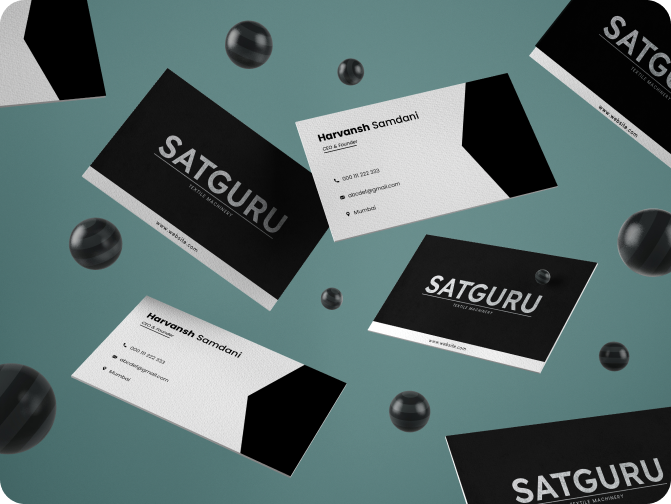 SATGURU
TEXTILE MACHINERY
www.website.com
SATGURU
TEXTILE MACHINERY
www.website.com
Harvansh Samdani
CEO & Founder
000 111 222 333
abcdef@gmail.com
Mumbai
SATGURU
TEXTILE MACHINERY
www.website.com
Harvansh Samdani
CEO & Founder
000 111 222 333
abcdef@gmail.com
Mumbai
SATGURU
TEXTILE MACHINERY